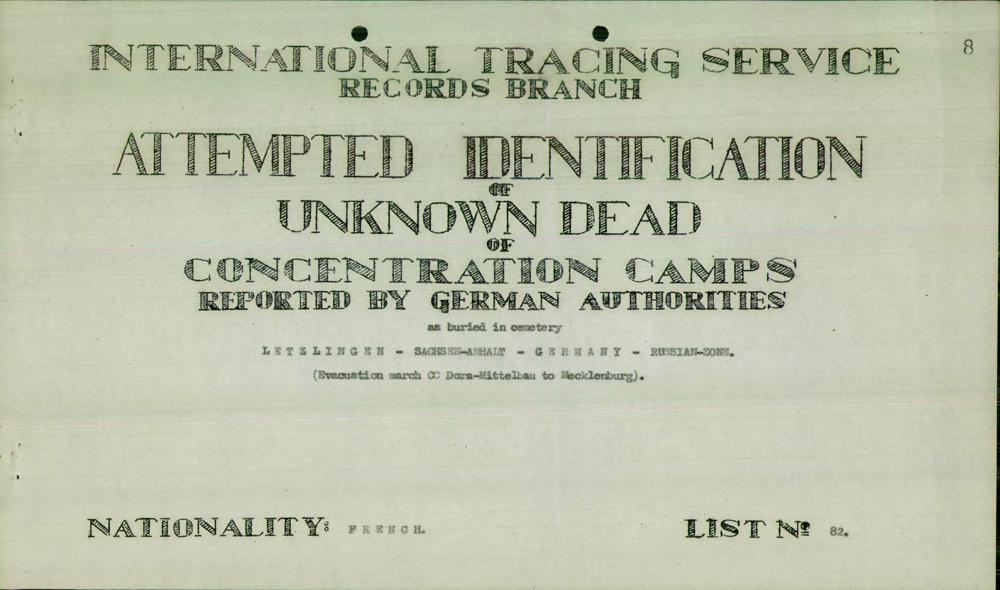 8
INTERNATIONAL TRACING SERVICE
RECORDS BRANCH
ATTEMPTED IDENTIFICATION
OF
UNKNOWN DEAD
OF
CONCENTRATION CAMPS
REPORTED BY GERMAN AUTHORITIES
as buried in cemetery
LETZLINGEN - SACHSEN-ANHALT - GERMANY - RUSSIAN-ZONE.
(Evacuation march CC Dora-Mittelbau to Mecklenburg).
NATIONALITY: FRENCH. LIST Nº 82.